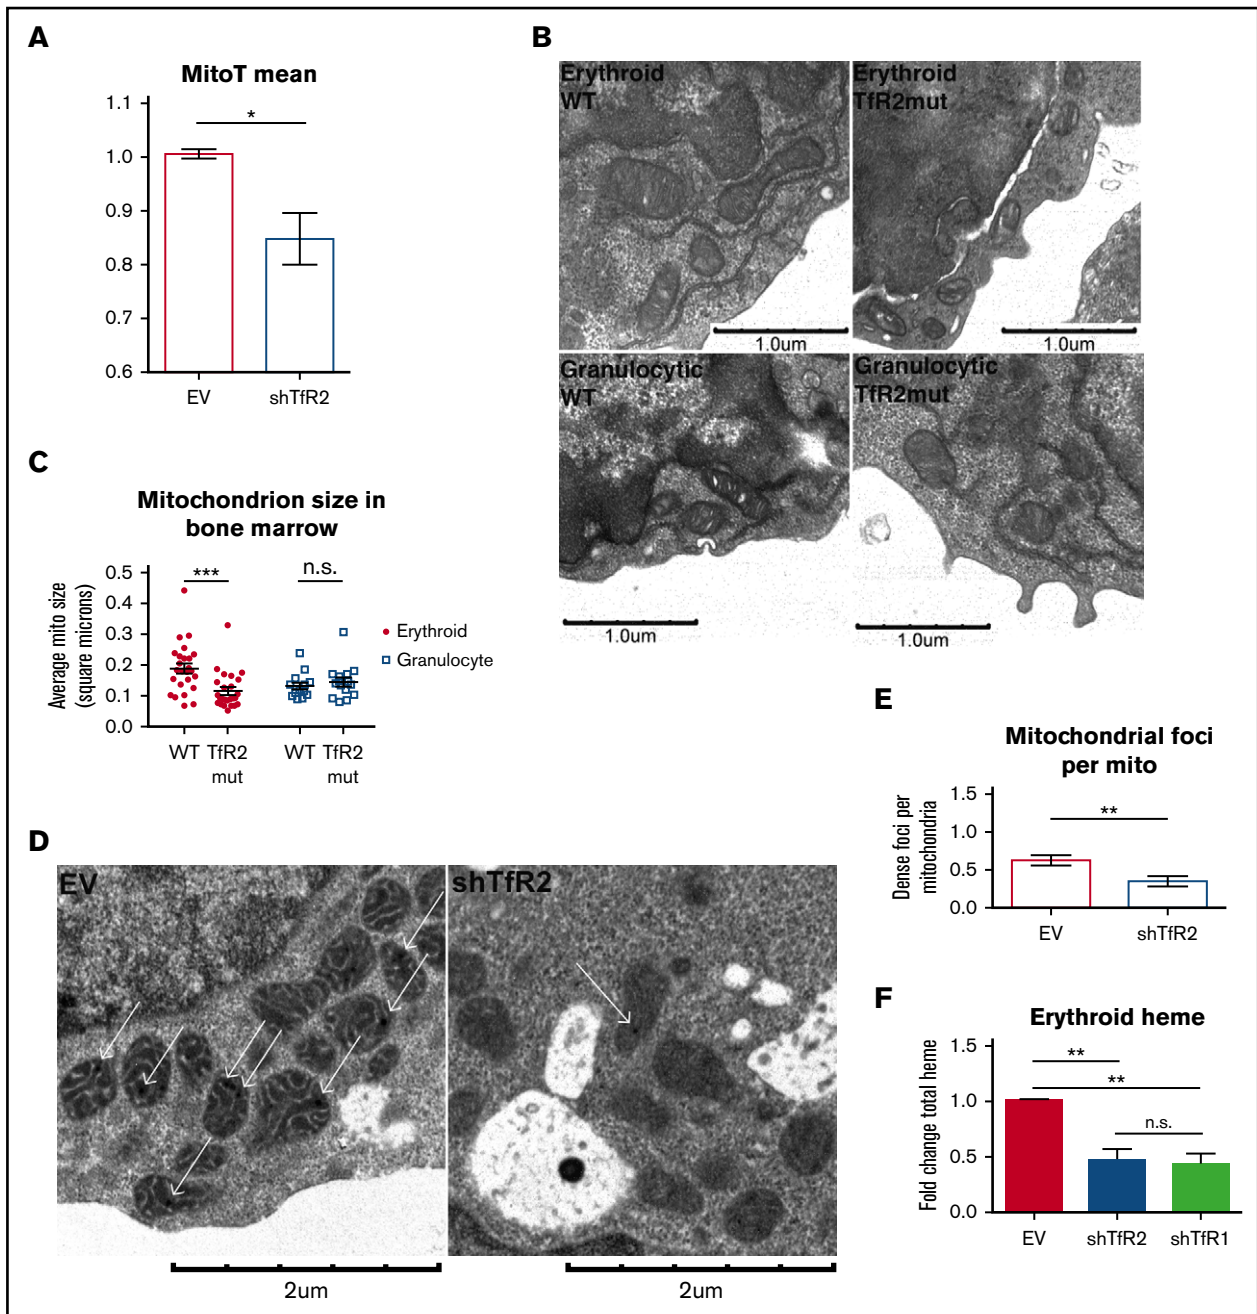 A
MitoT mean
1.1
1.0
0.9
0.8
0.7
0.6
*
EV
shTfR2
B
Erythroid
WT
1.0um
Erythroid
TfR2mut
1.0um
Granulocytic
WT
1.0um
Granulocytic
TfR2mut
1.0um
C
Mitochondrion size in
bone marrow
Average mito size
(square microns)
0.5
0.4
0.3
0.2
0.1
0.0
***
n.s.
WT
TfR2
mut
WT
TfR2
mut
Erythroid
Granulocyte
D
EV
2um
shTfR2
2um
E
Mitochondrial foci
per mito
Dense foci per
mitochondria
1.5
1.0
0.5
0.0
**
EV
shTfR2
F
Erythroid heme
Fold change total heme
1.5
1.0
0.5
0.0
**
**
n.s.
EV
shTfR2
shTfR1